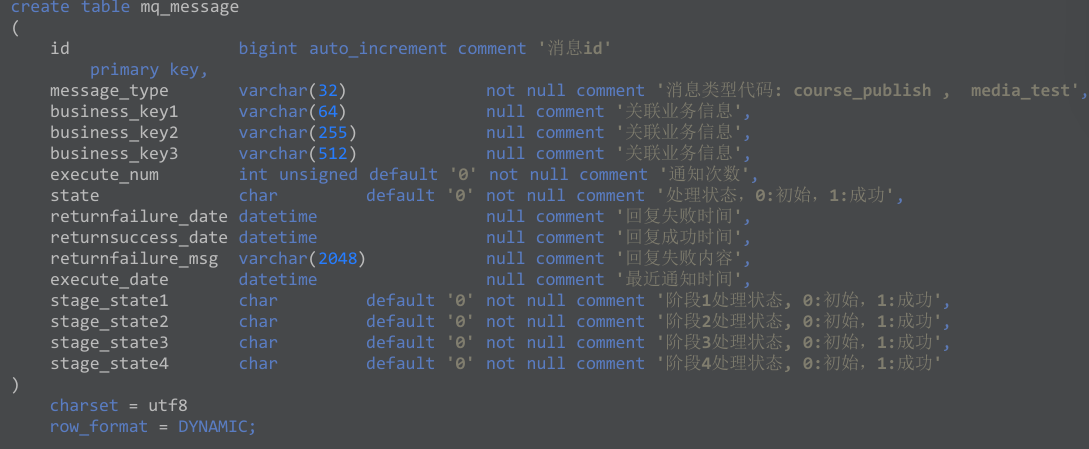 create table mq_message
(
    id                bigint auto_increment comment '消息id'
        primary key,
    message_type      varchar(32)             not null comment '消息类型代码: course_publish ,  media_test',
    business_key1     varchar(64)             null comment '关联业务信息',
    business_key2     varchar(255)            null comment '关联业务信息',
    business_key3     varchar(512)            null comment '关联业务信息',
    execute_num       int unsigned default '0' not null comment '通知次数',
    state             char         default '0' not null comment '处理状态，0:初始，1:成功',
    returnfailure_date datetime               null comment '回复失败时间',
    returnsuccess_date datetime               null comment '回复成功时间',
    returnfailure_msg varchar(2048)           null comment '回复失败内容',
    execute_date      datetime                null comment '最近通知时间',
    stage_state1      char         default '0' not null comment '阶段1处理状态, 0:初始，1:成功',
    stage_state2      char         default '0' not null comment '阶段2处理状态, 0:初始，1:成功',
    stage_state3      char         default '0' not null comment '阶段3处理状态, 0:初始，1:成功',
    stage_state4      char         default '0' not null comment '阶段4处理状态, 0:初始，1:成功'
)
    charset = utf8
    row_format = DYNAMIC;